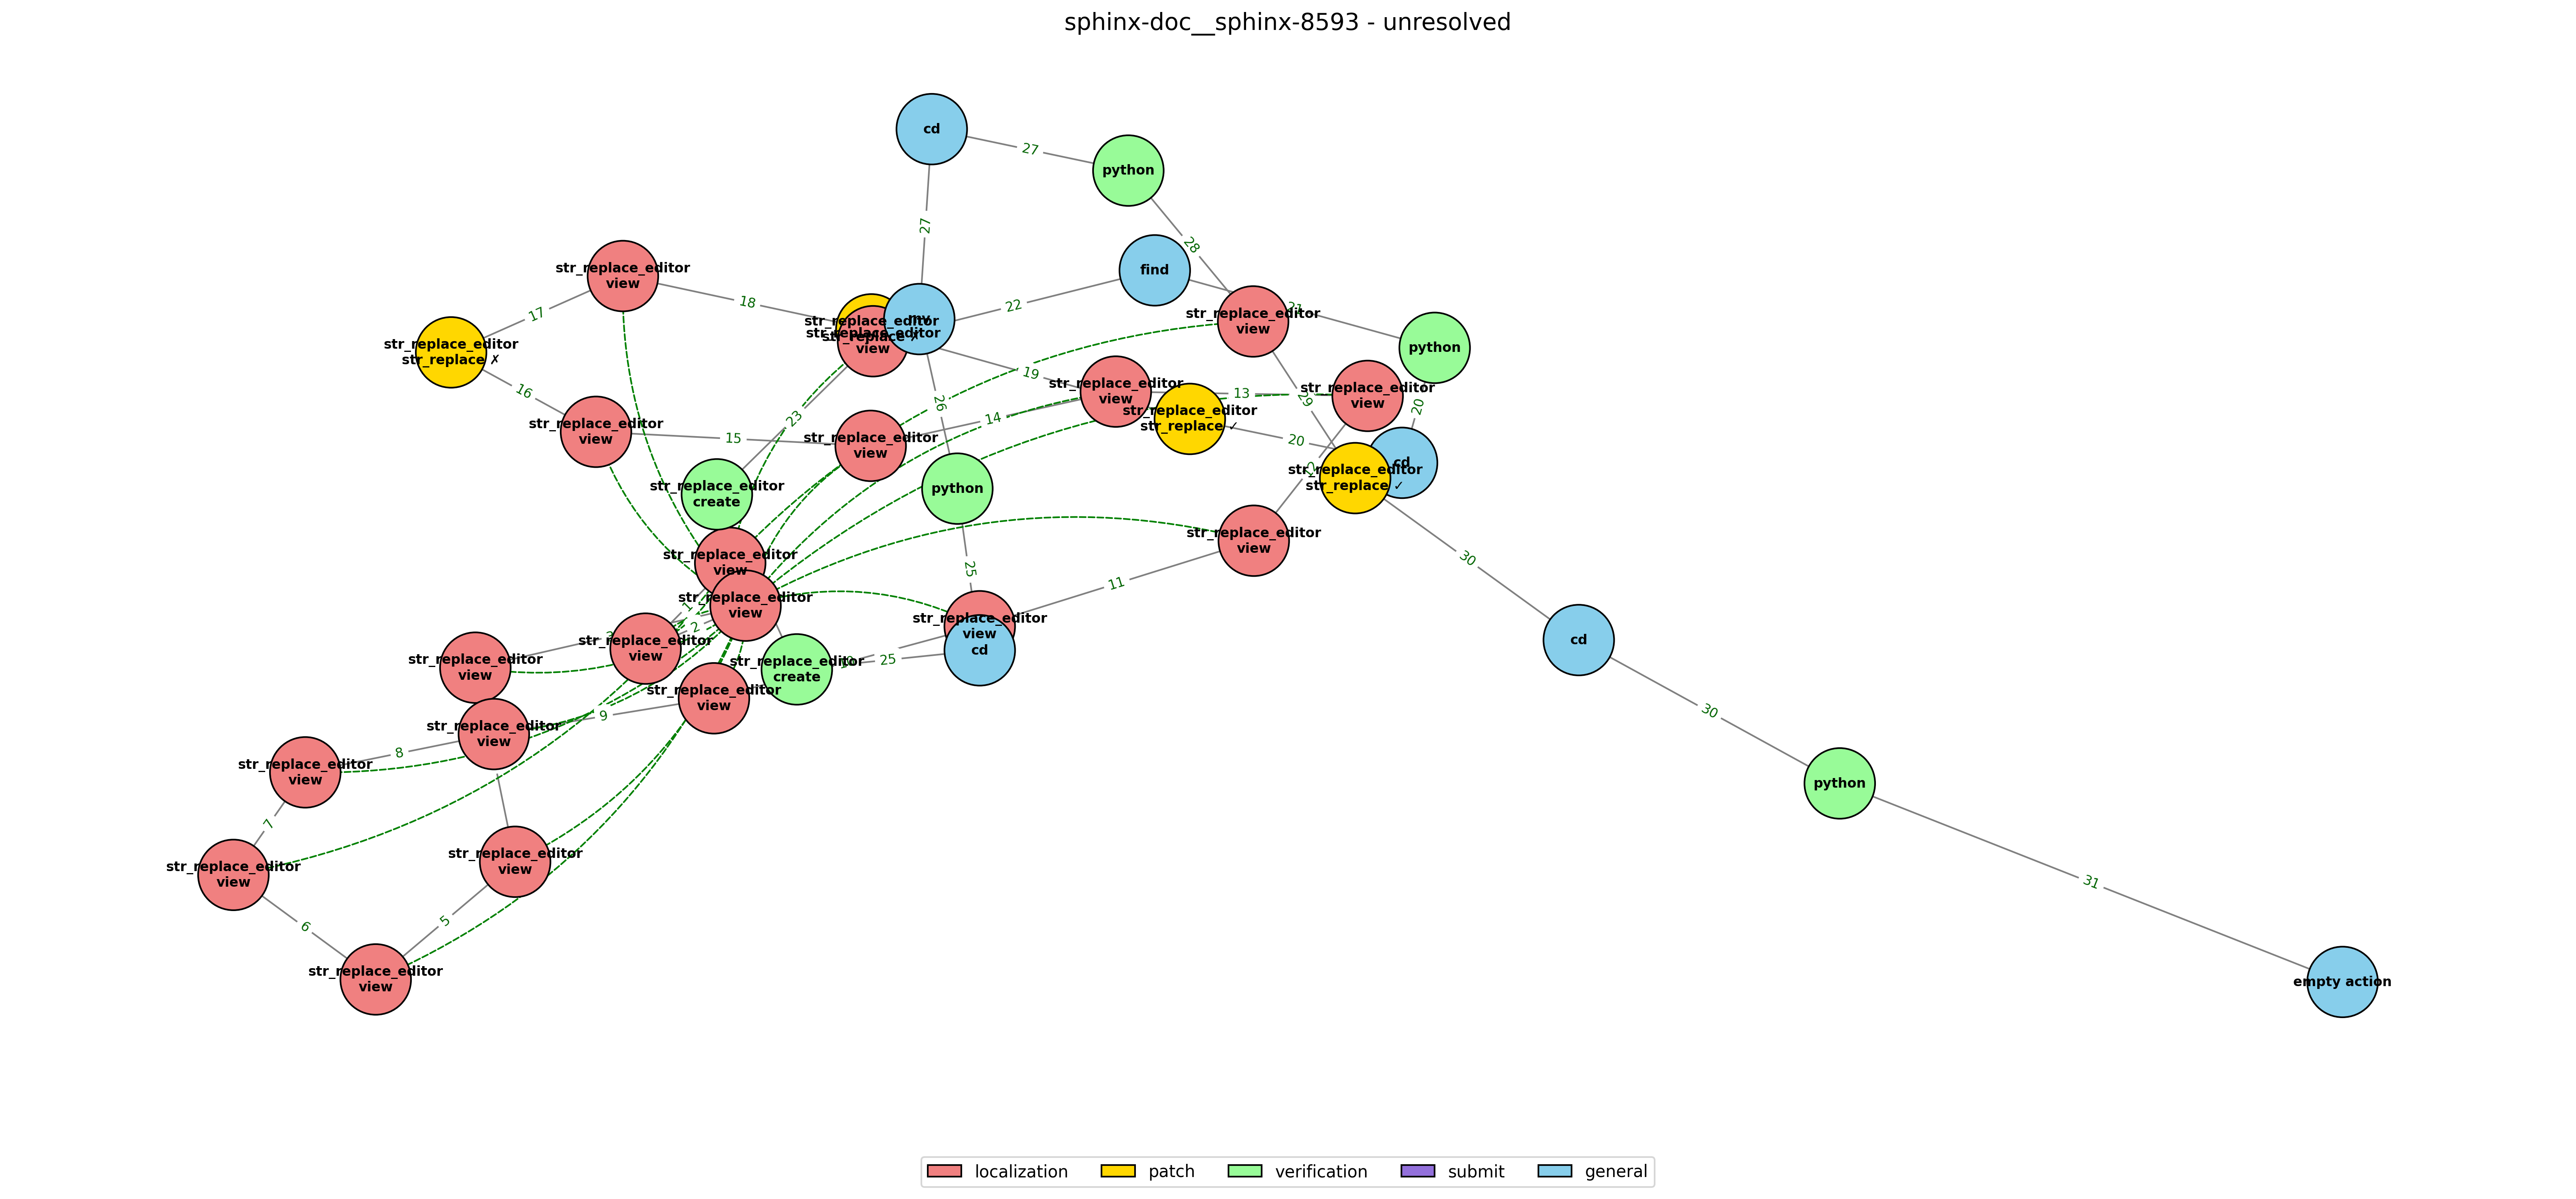 sphinx-doc__sphinx-8593 - unresolved
cd
27
python
27
28
find
str_replace_editor
view
17
18
22
21
str_replace_editor
str_replace ✗
str_replace_editor
str_replace ✗
str_replace_editor
view
str_replace_editor
view
python
19
16
29
str_replace_editor
view
13
str_replace_editor
view
20
26
23
14
str_replace_editor
str_replace ✓
20
str_replace_editor
view
15
str_replace_editor
view
cd
str_replace_editor
str_replace ✓
str_replace_editor
create
python
str_replace_editor
view
30
str_replace_editor
view
25
11
1
str_replace_editor
view
2
str_replace_editor
view
str_replace_editor
view
cd
cd
str_replace_editor
view
str_replace_editor
create
25
str_replace_editor
view
9
30
str_replace_editor
view
8
str_replace_editor
view
python
7
str_replace_editor
view
str_replace_editor
view
31
6
5
str_replace_editor
view
empty action
localization
patch
verification
submit
general